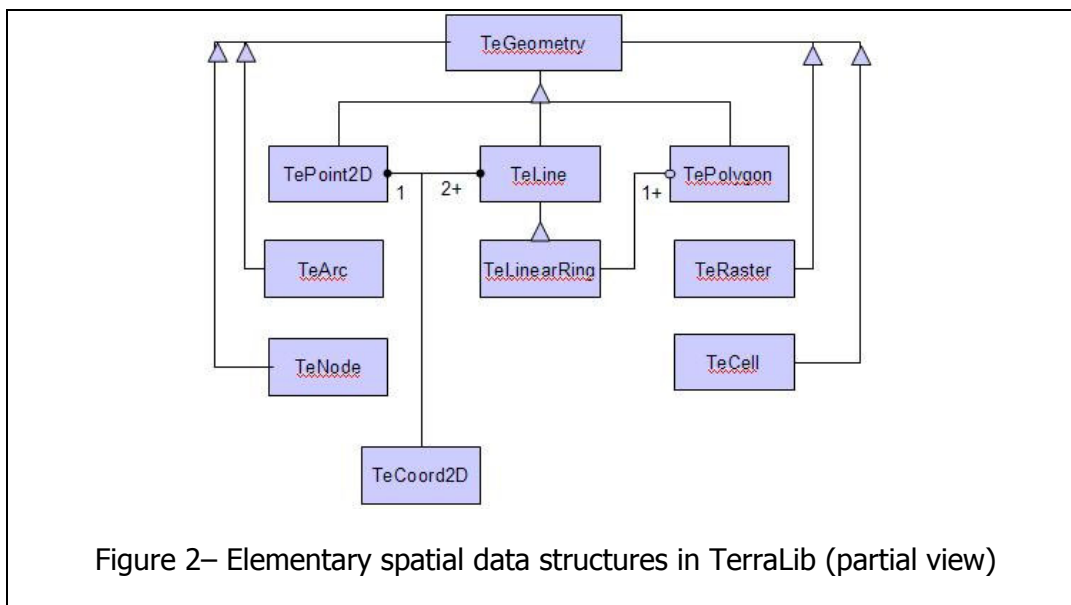 TeGeometry
TePoint2D
1
2+
TeLine
1+
TePolygon
TeArc
TeLinearRing
TeRaster
TeNode
TeCell
TeCoord2D
Figure 2– Elementary spatial data structures in TerraLib (partial view)